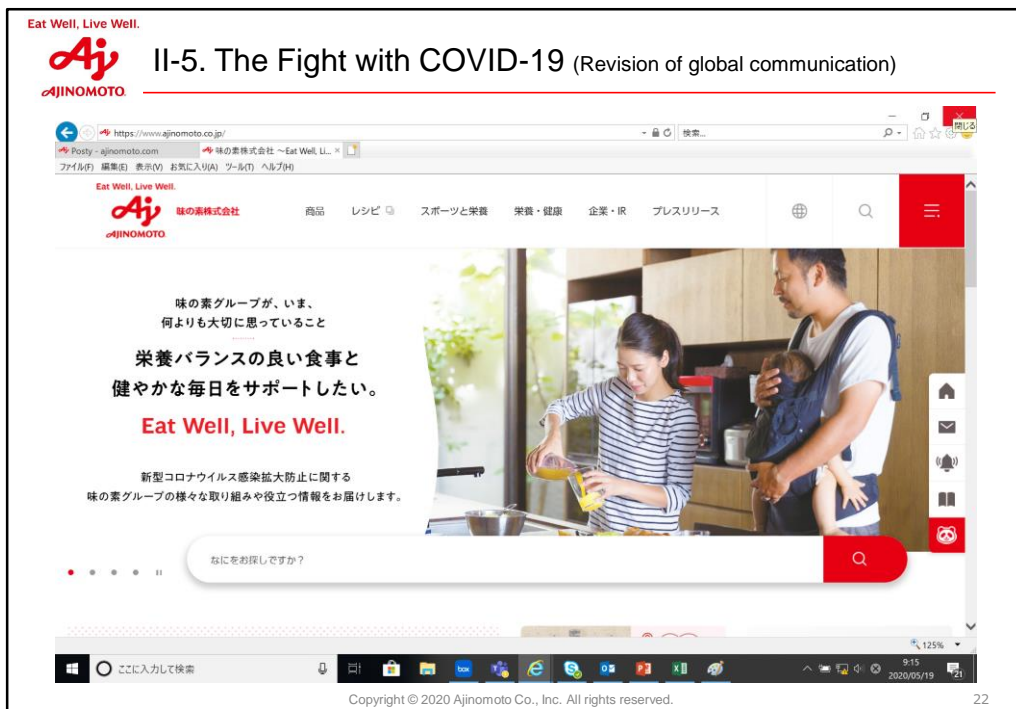 Eat Well, Live Well.
AJINOMOTO
II-5. The Fight with COVID-19 (Revision of global communication)
https://www.ajinomoto.co.jp/
検索...
閉じる
Posty - ajinomoto.com
味の素株式会社 ~Eat Well, Li...
ファイル(F) 編集(E) 表示(V) お気に入り(A) ツール(T) ヘルプ(H)
Eat Well, Live Well.
AJINOMOTO
味の素株式会社
商品 レシピ スポーツと栄養 栄養・健康 企業・IR プレスリリース
味の素グループが、いま、
何よりも大切に思っていること
栄養バランスの良い食事と
健やかな毎日をサポートしたい。
Eat Well, Live Well.
新型コロナウイルス感染拡大防止に関する
味の素グループの様々な取り組みや役立つ情報をお届けします。
なにをお探しですか？
125%
ここに入力して検索
box
9:15
2020/05/19
21
Copyright © 2020 Ajinomoto Co., Inc. All rights reserved.
22